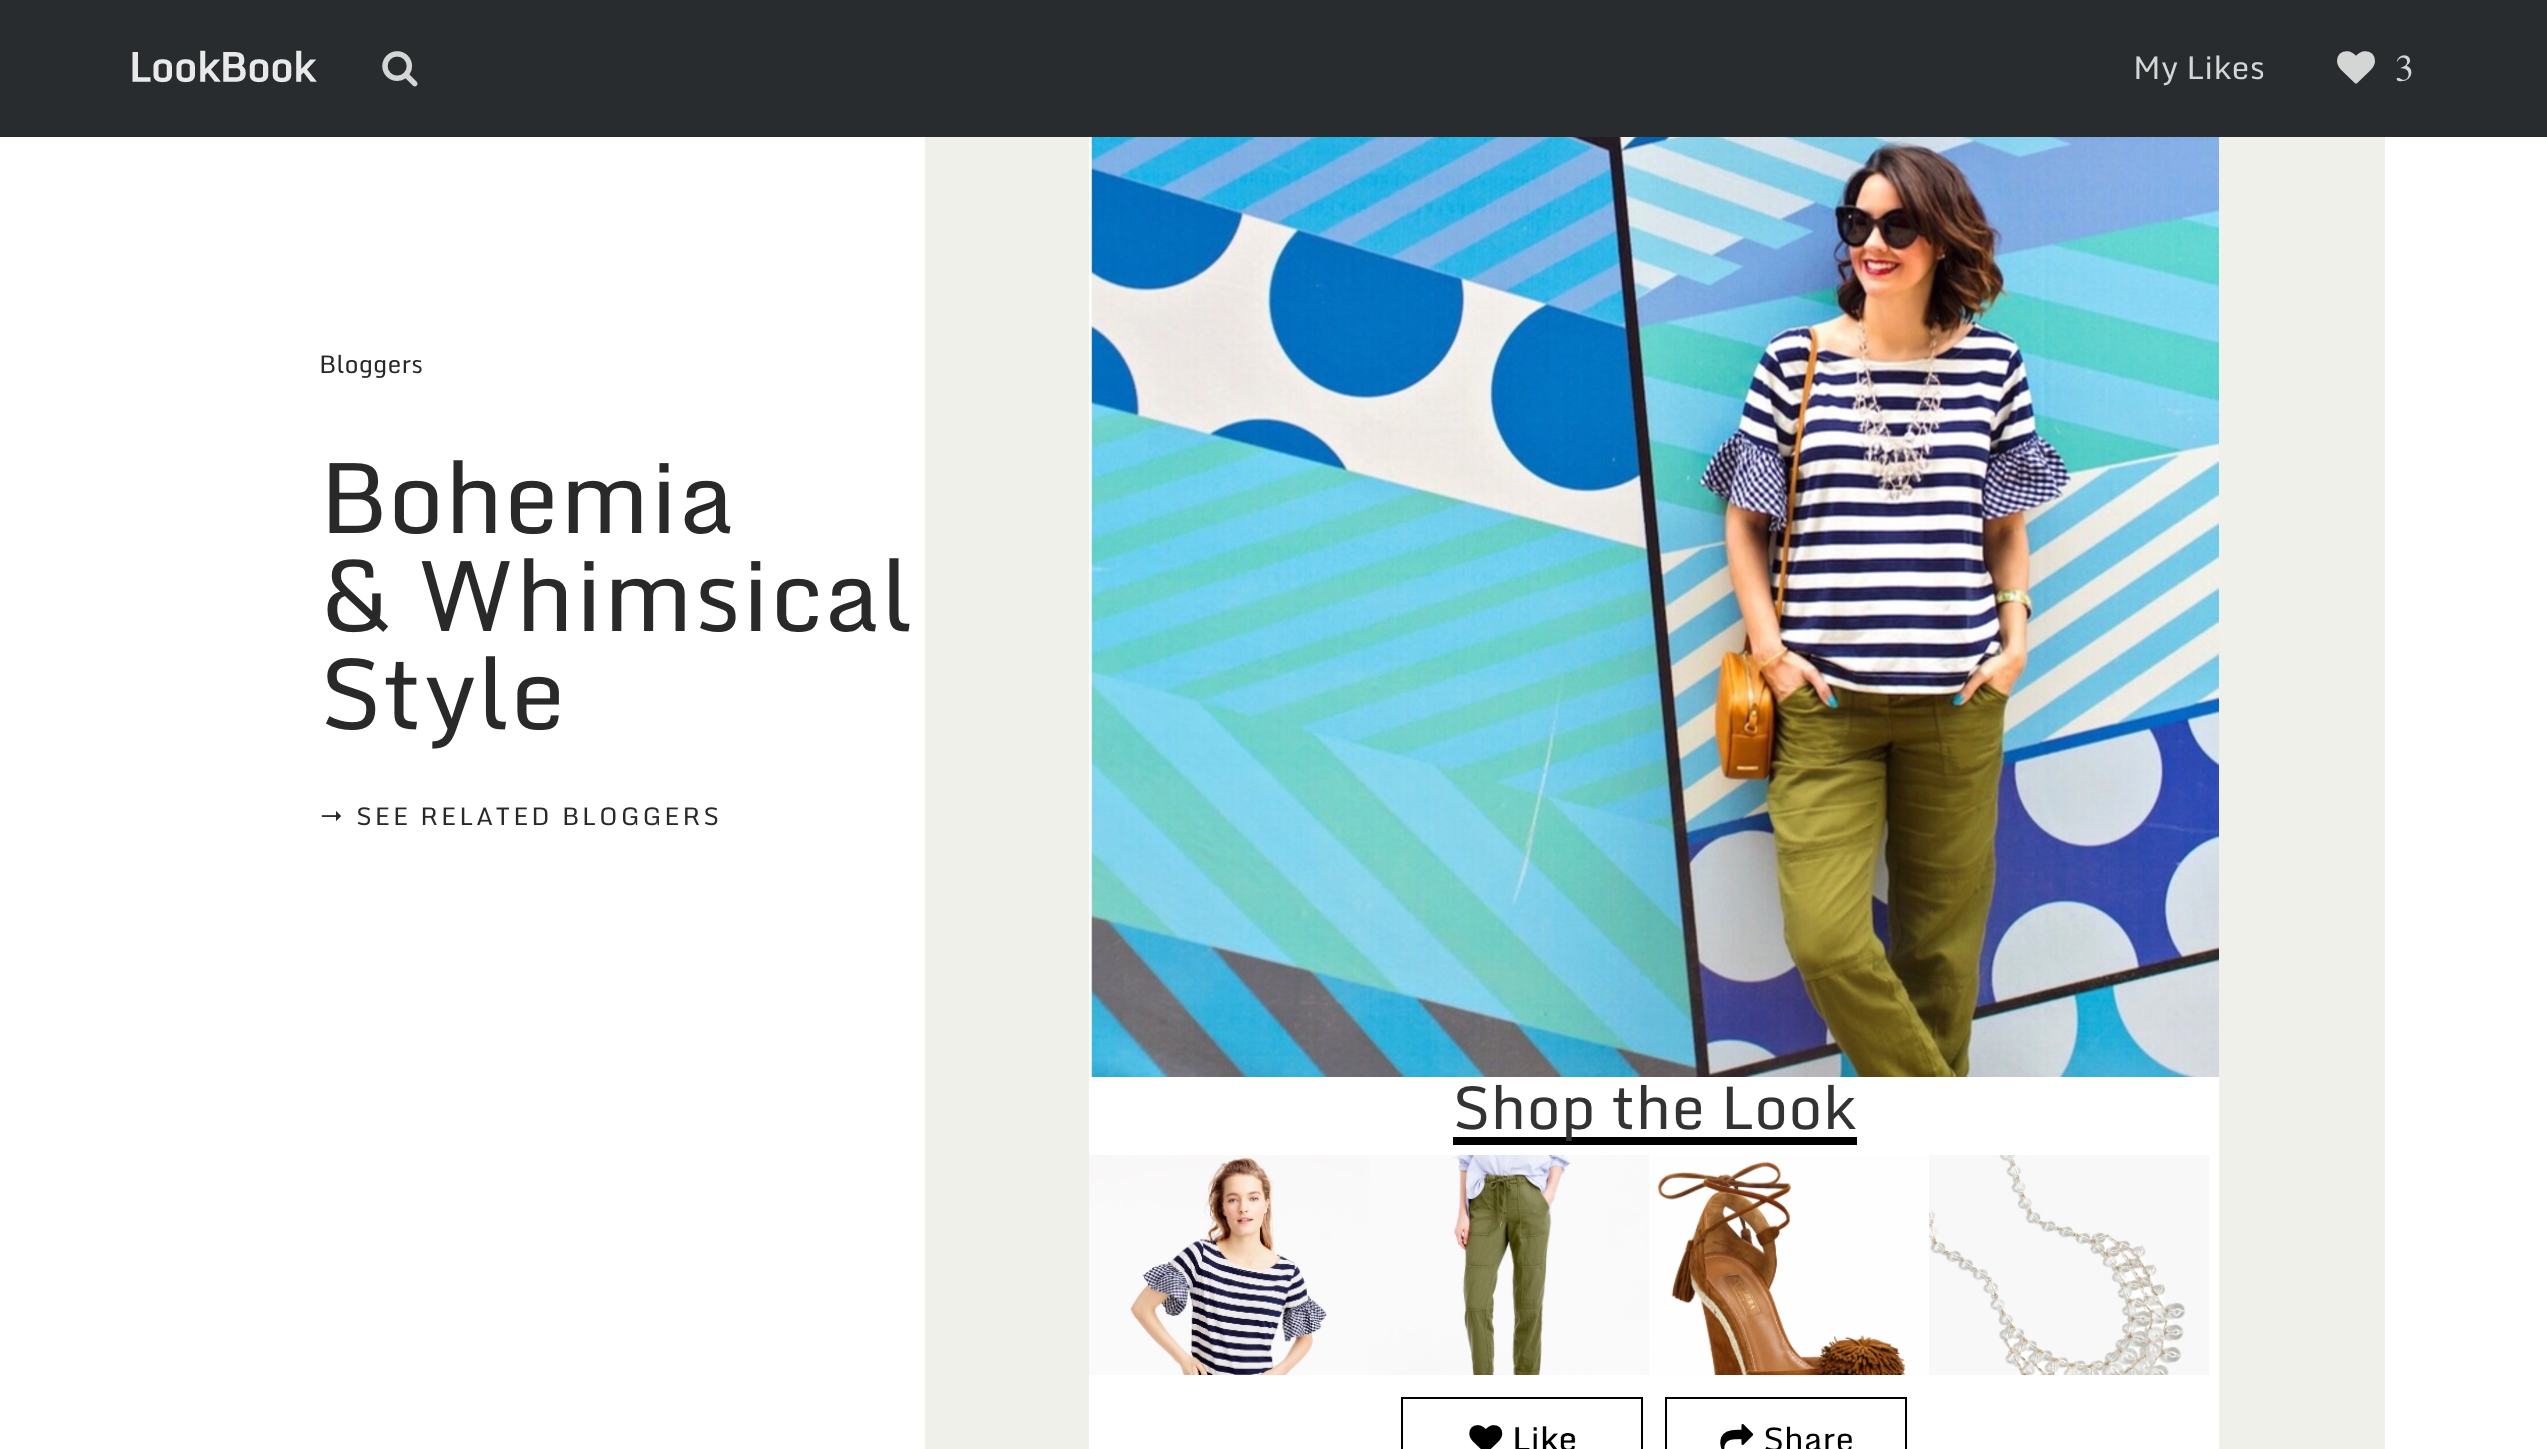 LookBook
My Likes
3
Bloggers
Bohemia
& Whimsical
Style
→ SEE RELATED BLOGGERS
Shop the Look
Like
Share